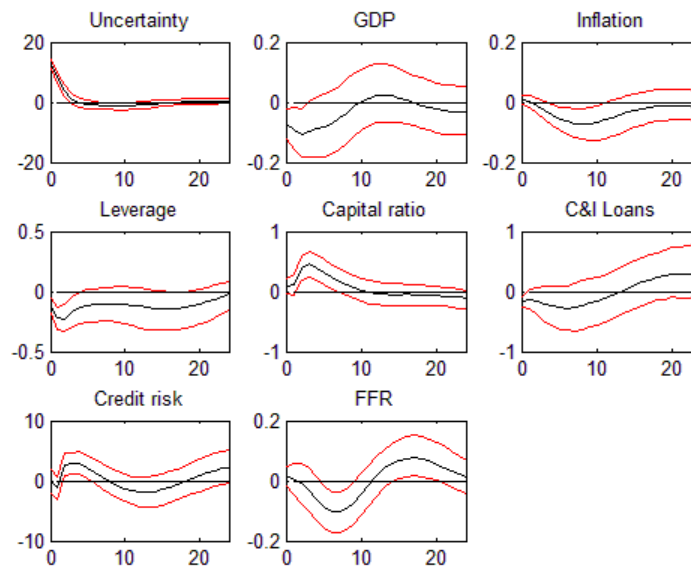 Uncertainty GDP Inflation
20 0.2 0.2
0 0 0
-20 -0.2 -0.2
0 10 20 0 10 20 0 10 20
Leverage Capital ratio C&I Loans
0.5 1 1
0 0 0
-0.5 -1 -1
0 10 20 0 10 20 0 10 20
Credit risk FFR
10 0.2
0 0
-10 -0.2
0 10 20 0 10 20